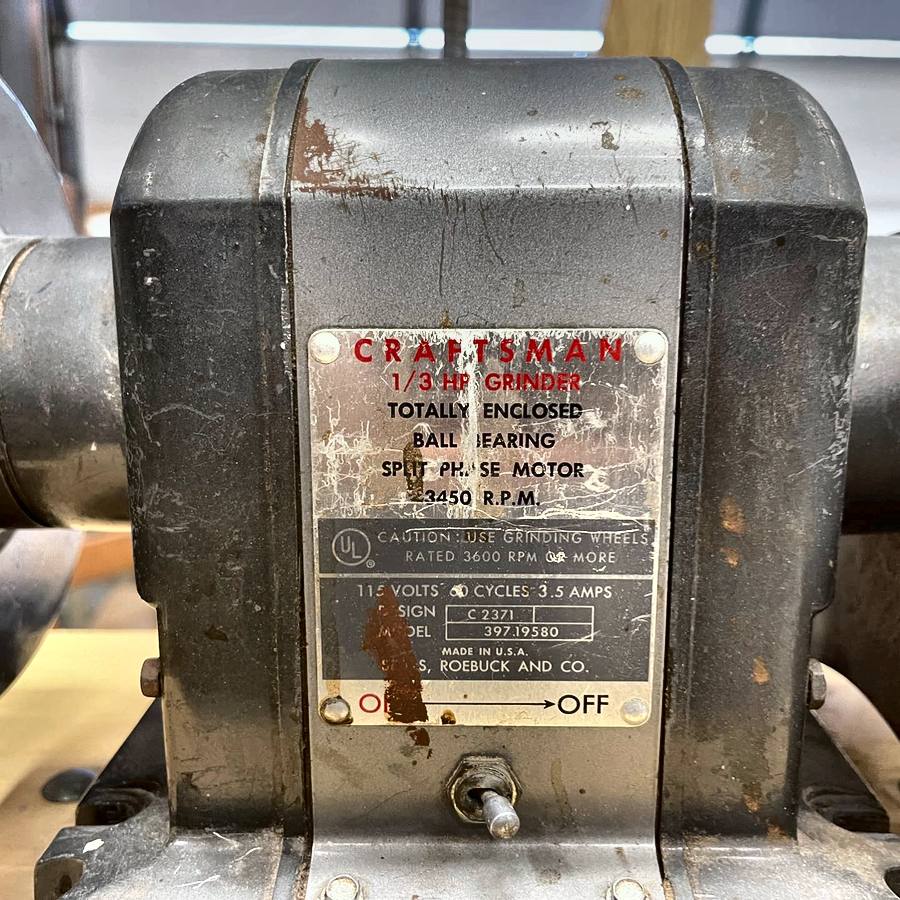 CRAFTSMAN
1/3 HP GRINDER
TOTALLY ENCLOSED
BALL BEARING
SPLIT PHASE MOTOR
3450 R.P.M.
UL ®
CAUTION: USE GRINDING WHEELS
RATED 3600 RPM OR MORE
115 VOLTS 60 CYCLES 3.5 AMPS
DESIGN C 2371
MODEL 397.19580
MADE IN U.S.A.
SEARS, ROEBUCK AND CO.
ON OFF